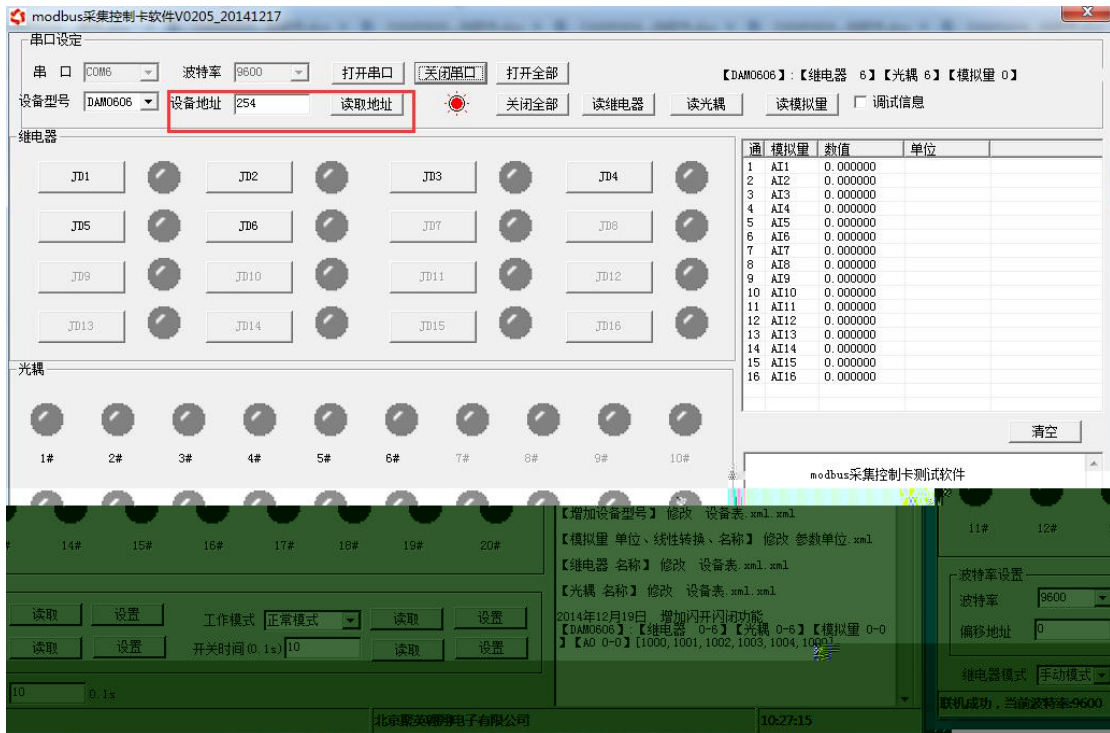 modbus采集控制卡软件V0205_20141217
串口设定
串 口 COM6 波特率 9600 打开串口 关闭串口 打开全部 【DAM0606】:【继电器 6】【光耦 6】【模拟量 0】
设备型号 DAM0606 设备地址 254 读取地址 关闭全部 读继电器 读光耦 读模拟量 调试信息
继电器
JD1 JD2 JD3 JD4
JD5 JD6 JD7 JD8
JD9 JD10 JD11 JD12
JD13 JD14 JD15 JD16
通 模拟量 数值 单位
1 AI1 0.000000
2 AI2 0.000000
3 AI3 0.000000
4 AI4 0.000000
5 AI5 0.000000
6 AI6 0.000000
7 AI7 0.000000
8 AI8 0.000000
9 AI9 0.000000
10 AI10 0.000000
11 AI11 0.000000
12 AI12 0.000000
13 AI13 0.000000
14 AI14 0.000000
15 AI15 0.000000
16 AI16 0.000000
清空
光耦
1# 2# 3# 4# 5# 6# 7# 8# 9# 10#
modbus采集控制卡测试软件
【增加设备型号】 修改 设备表.xml.xml
【模拟量 单位、线性转换、名称】 修改 参数单位.xml
【继电器 名称】 修改 设备表.xml.xml
【光耦 名称】 修改 设备表.xml.xml
2014年12月19日 增加闪开闪闭功能
【DAM0606】:【继电器 0-6】【光耦 0-6】【模拟量 0-0
】【AO 0-0】[1000,1001,1002,1003,1004,1000]
14# 15# 16# 17# 18# 19# 20#
11# 12#
读取 设置 工作模式 正常模式 读取 设置
读取 设置 开关时间(0.1s) 10 读取 设置
10 0.1s
波特率设置
波特率 9600
偏移地址 0
继电器模式 手动模式
联机成功，当前波特率:9600
10:27:15